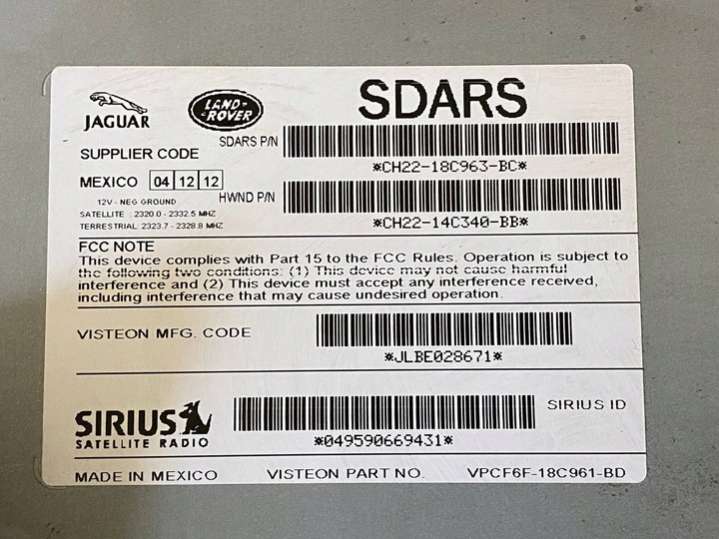 JAGUAR
LAND-
ROVER
SDARS
SDARS P/N
*CH22-18C963-BC*
SUPPLIER CODE
MEXICO 04 12 12
HWND P/N
*CH22-14C340-BB*
12V - NEG GROUND
SATELLITE : 2320.0 - 2332.5 MHZ
TERRESTRIAL: 2323.7 - 2328.8 MHZ
FCC NOTE
This device complies with Part 15 to the FCC Rules. Operation is subject to
the following two conditions: (1) This device may not cause harmful
interference and (2) This device must accept any interference received,
including interference that may cause undesired operation.
VISTEON MFG. CODE
*JLBE028671*
SIRIUS
SATELLITE RADIO
*049590669431*
SIRIUS ID
MADE IN MEXICO VISTEON PART NO. VPCF6F-18C961-BD